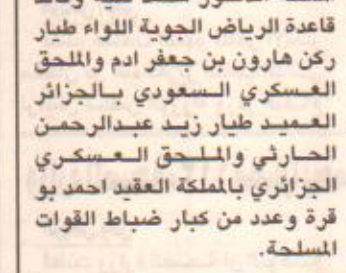 قاعدة الرياض الجوية اللواء طيار
ركن هارون بن جعفر ادم والملحق
العسكري السعودي بالجزائر
العميد طيار زيد عبدالرحمن
الحارثي والملحق العسكري
الجزائري بالمملكة العقيد احمد بو
قرة وعدد من كبار ضباط القوات
المسلحة.